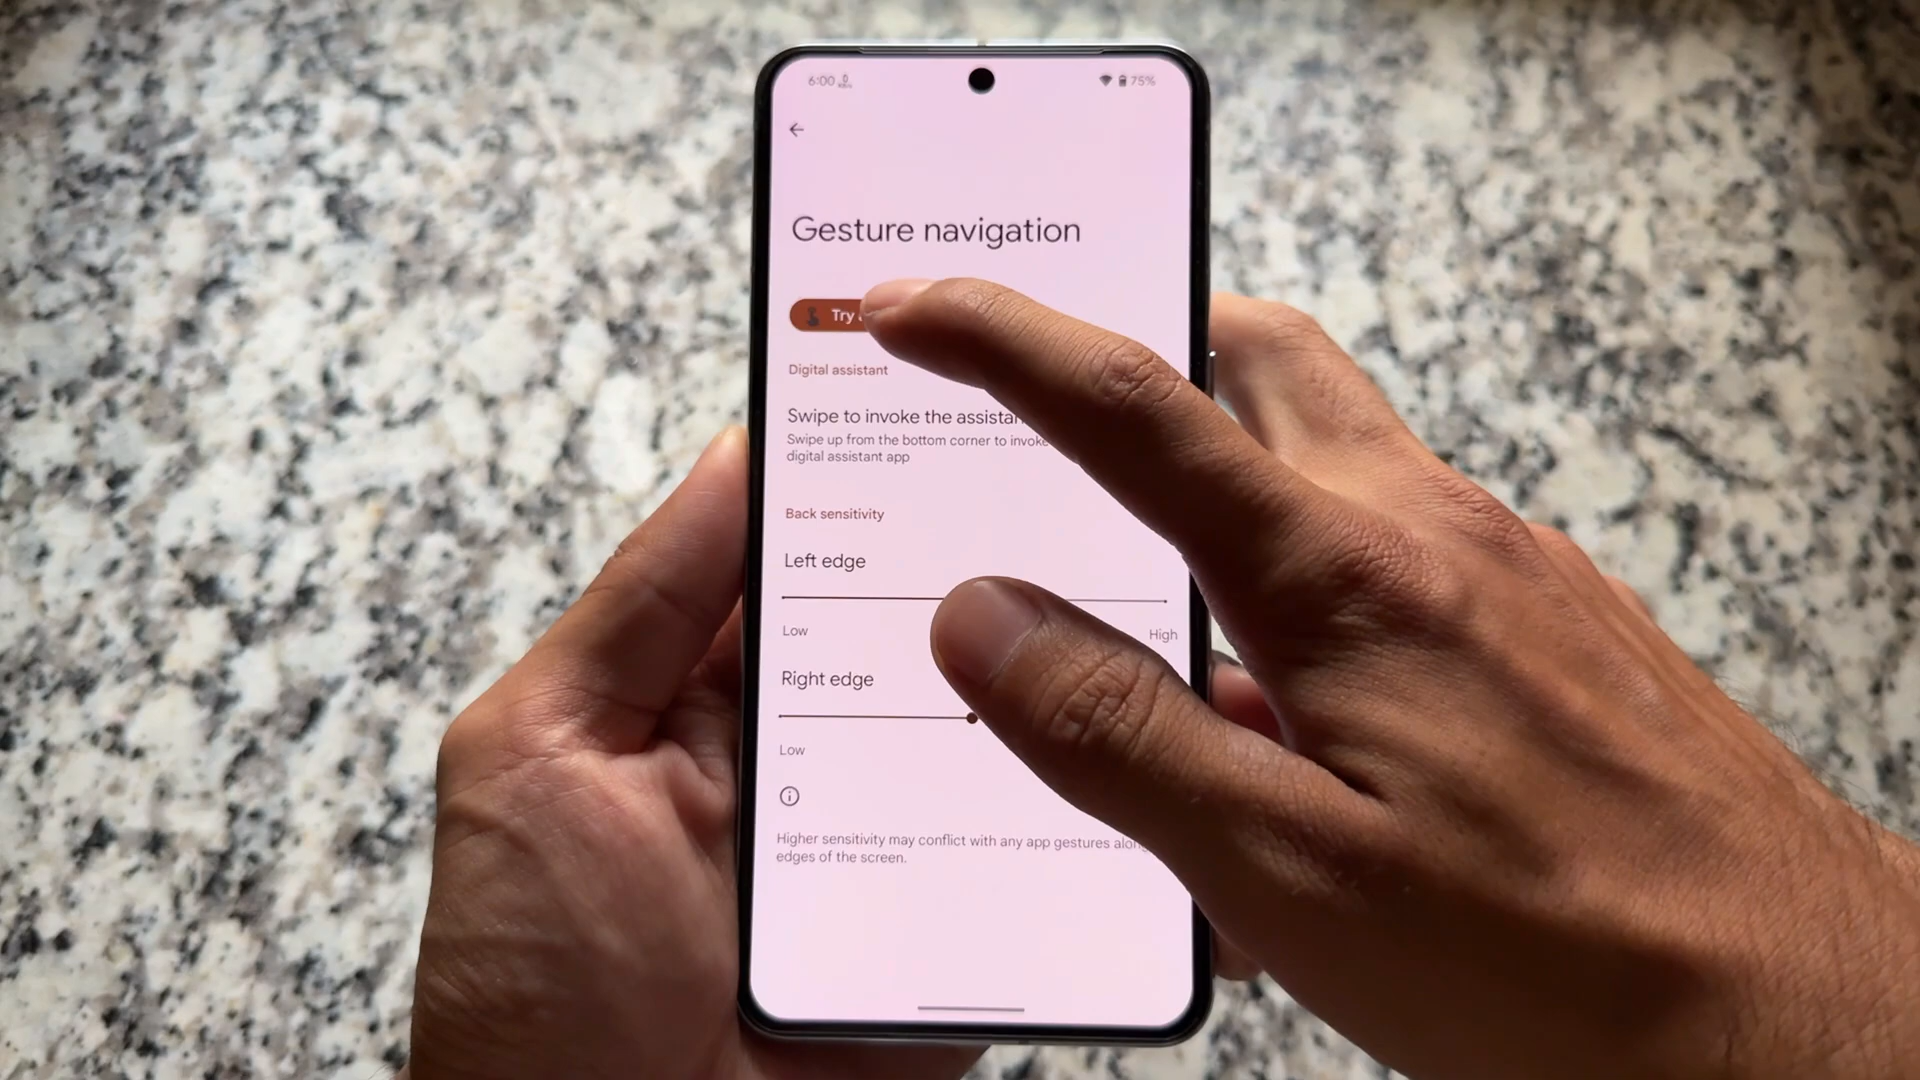 6:00
75%
Gesture navigation
Try
Digital assistant
Swipe to invoke the assistan
Swipe up from the bottom corner to invoke
digital assistant app
Back sensitivity
Left edge
Low
High
Right edge
Low
Higher sensitivity may conflict with any app gestures along
edges of the screen.